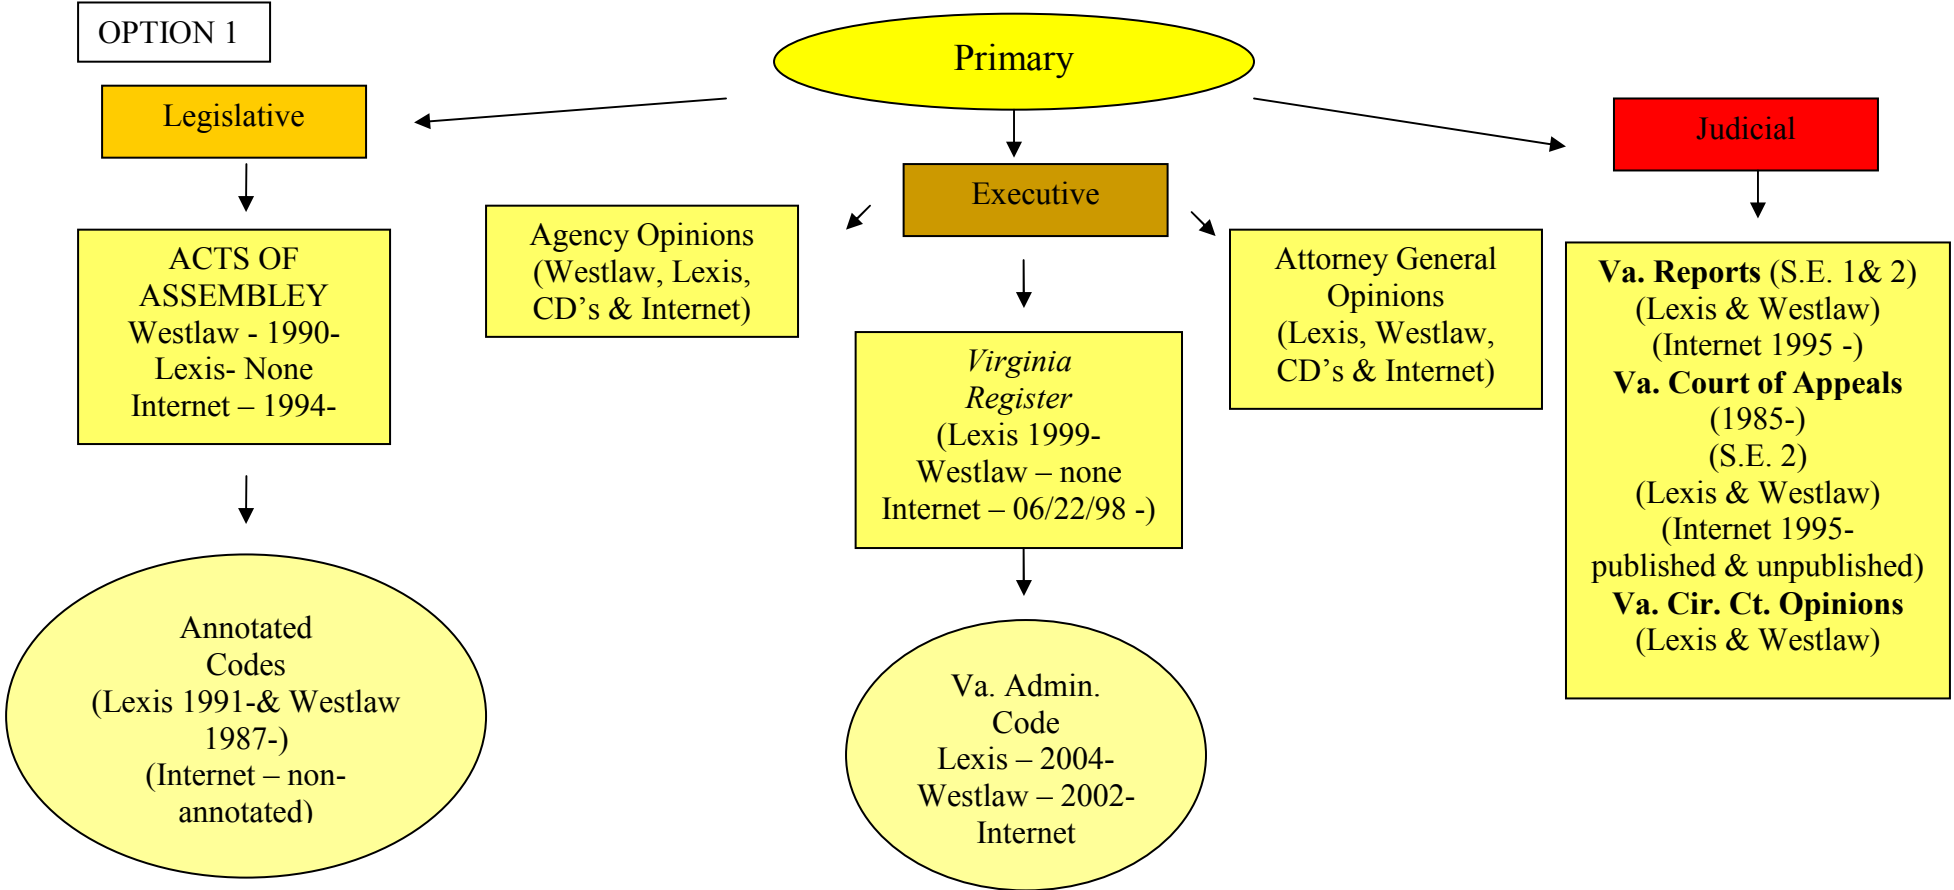 OPTION 1
Primary
Legislative
Executive
Judicial
ACTS OF
ASSEMBLEY
Westlaw - 1990-
Lexis- None
Internet – 1994-
Annotated
Codes
(Lexis 1991-& Westlaw
1987-)
(Internet – non-
annotated)
Agency Opinions
(Westlaw, Lexis,
CD’s & Internet)
Virginia
Register
(Lexis 1999-
Westlaw – none
Internet – 06/22/98 -)
Va. Admin.
Code
Lexis – 2004-
Westlaw – 2002-
Internet
Attorney General
Opinions
(Lexis, Westlaw,
CD’s & Internet)
Va. Reports (S.E. 1& 2)
(Lexis & Westlaw)
(Internet 1995 -)
Va. Court of Appeals
(1985-)
(S.E. 2)
(Lexis & Westlaw)
(Internet 1995-
published & unpublished)
Va. Cir. Ct. Opinions
(Lexis & Westlaw)